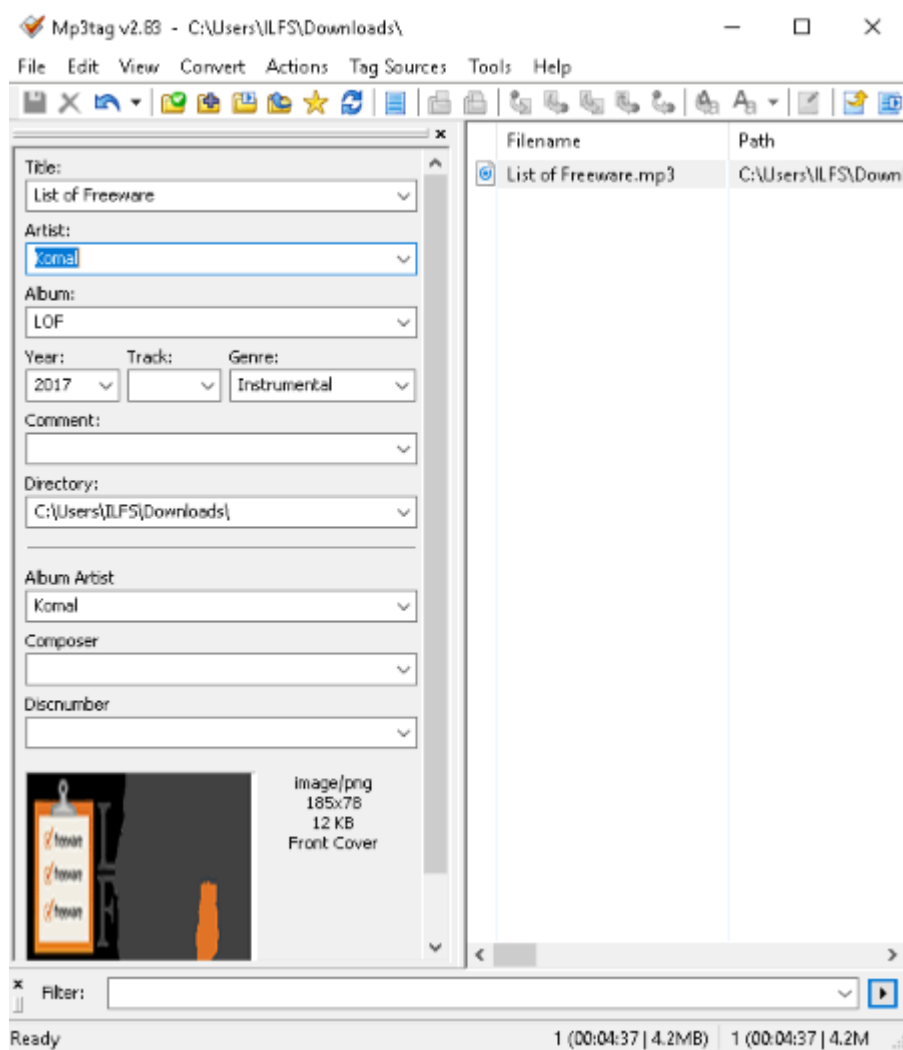 Mp3tag v2.83 - C:\Users\ILFS\Downloads\
File Edit View Convert Actions Tag Sources Tools Help
Filename Path
List of Freeware.mp3 C:\Users\ILFS\Down
Title:
List of Freeware
Artist:
Komal
Album:
LOF
Year: Track: Genre:
2017 Instrumental
Comment:
Directory:
C:\Users\ILFS\Downloads\
Album Artist
Komal
Composer
Discnumber
image/png
185x78
12 KB
Front Cover
freeware
freeware
freeware
L
F
Filter:
Ready 1 (00:04:37 | 4.2MB) 1 (00:04:37 | 4.2M